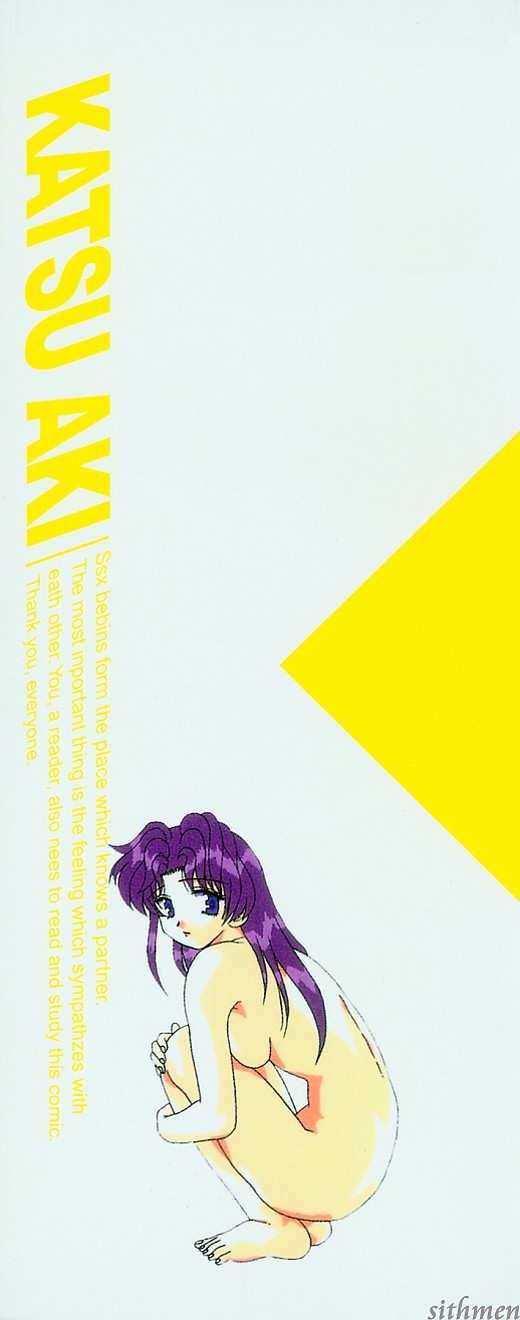 KATSU AKI
Ssx bebins form the place which knows a partner.
The most inportant thing is the feeling which sympathzes with
eath other. You, a reader, also nees to read and study this comic.
Thank you, everyone.
sithmen